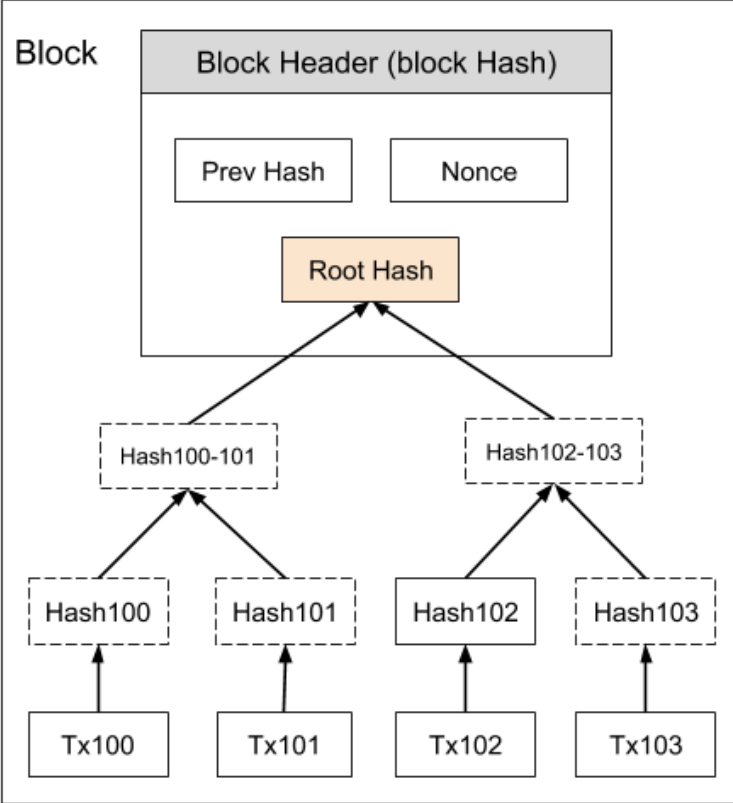 Block
Block Header (block Hash)
Prev Hash
Nonce
Root Hash
Hash100-101
Hash102-103
Hash100
Hash101
Hash102
Hash103
Tx100
Tx101
Tx102
Tx103